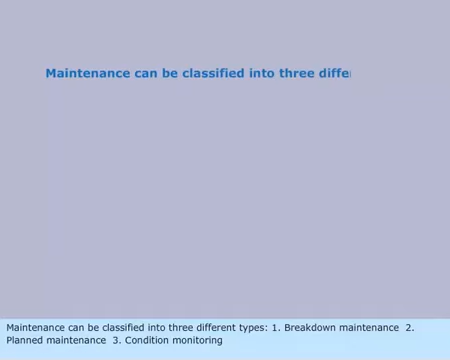 Maintenance can be classified into three diffe
Maintenance can be classified into three different types: 1. Breakdown maintenance  2.
Planned maintenance  3. Condition monitoring